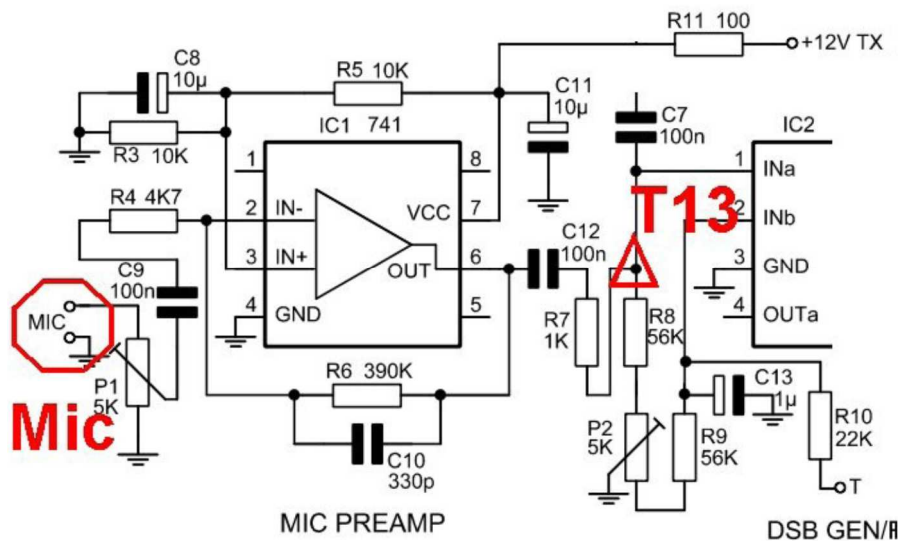 R11 100
+12V TX
C8
10µ
R5 10K
C11
10µ
C7
100n
IC1 741
IC2
R3 10K
1
8
1
INa
R4 4K7
T13
2
IN-
VCC
7
2
INb
C12
100n
3
IN+
OUT
6
3
GND
C9
100n
4
GND
5
4
OUTa
MIC
R7
1K
R8
56K
P1
5K
R6 390K
C13
1µ
Mic
R10
22K
P2
5K
R9
56K
C10
330p
T
MIC PREAMP
DSB GEN/